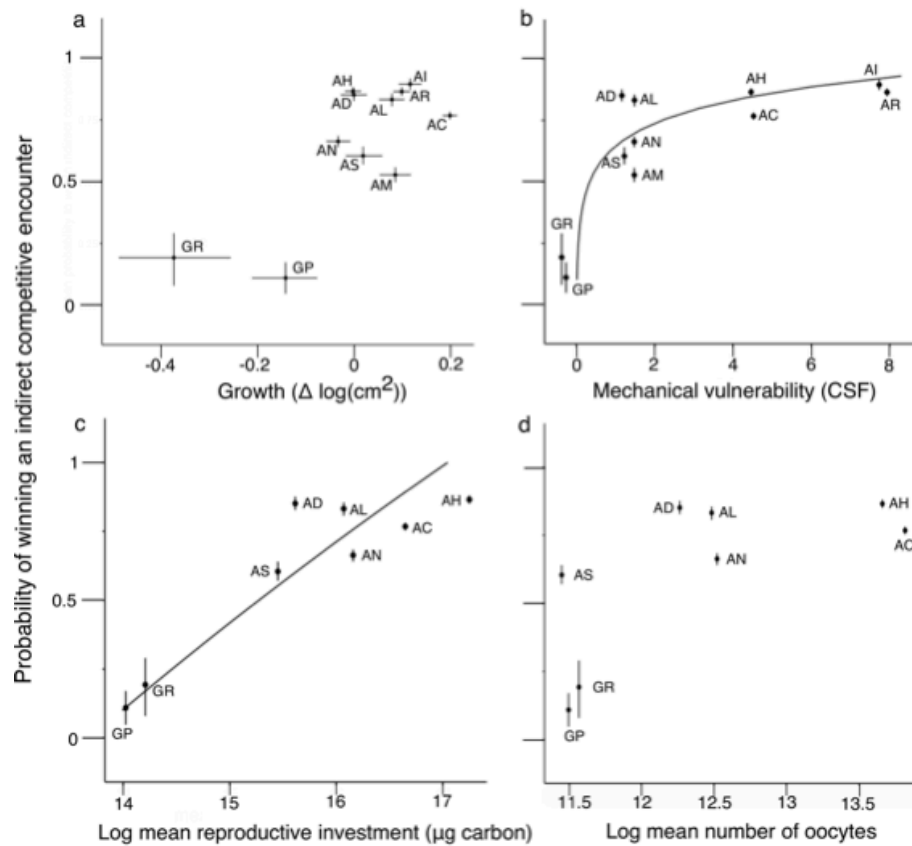 Probability of winning an indirect competitive encounter
a
1
0.5
0
AH
AI
AD
AL
AR
AC
AN
AS
AM
GR
GP
-0.4
-0.2
0
0.2
Growth (Δ log(cm2))
b
AD
AL
AH
AI
AC
AR
AN
AS
AM
GR
GP
0
2
4
6
8
Mechanical vulnerability (CSF)
c
1
0.5
0
AD
AL
AH
AC
AN
AS
GR
GP
14
15
16
17
Log mean reproductive investment (μg carbon)
d
AD
AL
AH
AC
AN
AS
GR
GP
11.5
12
12.5
13
13.5
Log mean number of oocytes